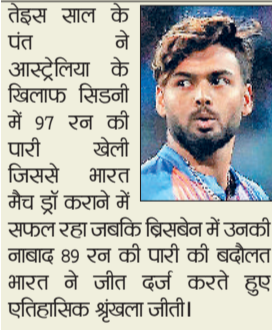 तेइस साल के
पंत ने
आस्ट्रेलिया के
खिलाफ सिडनी
में 97 रन की
पारी खेली
जिससे भारत
मैच ड्रॉ कराने में
सफल रहा जबकि ब्रिसबेन में उनकी
नाबाद 89 रन की पारी की बदौलत
भारत ने जीत दर्ज करते हुए
एतिहासिक श्रृंखला जीती।